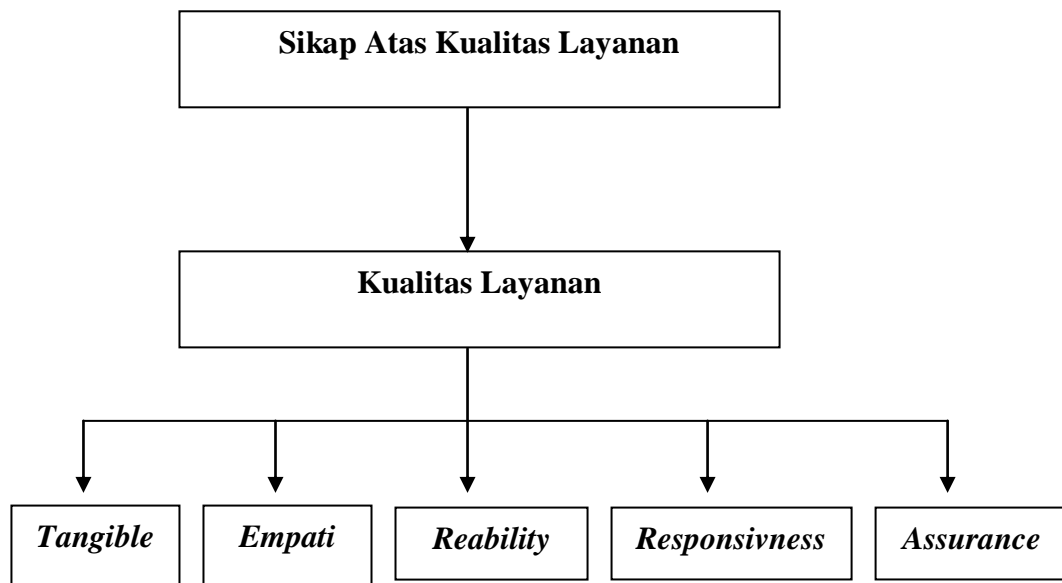 Sikap Atas Kualitas Layanan
Kualitas Layanan
Tangible
Empati
Reability
Responsivness
Assurance